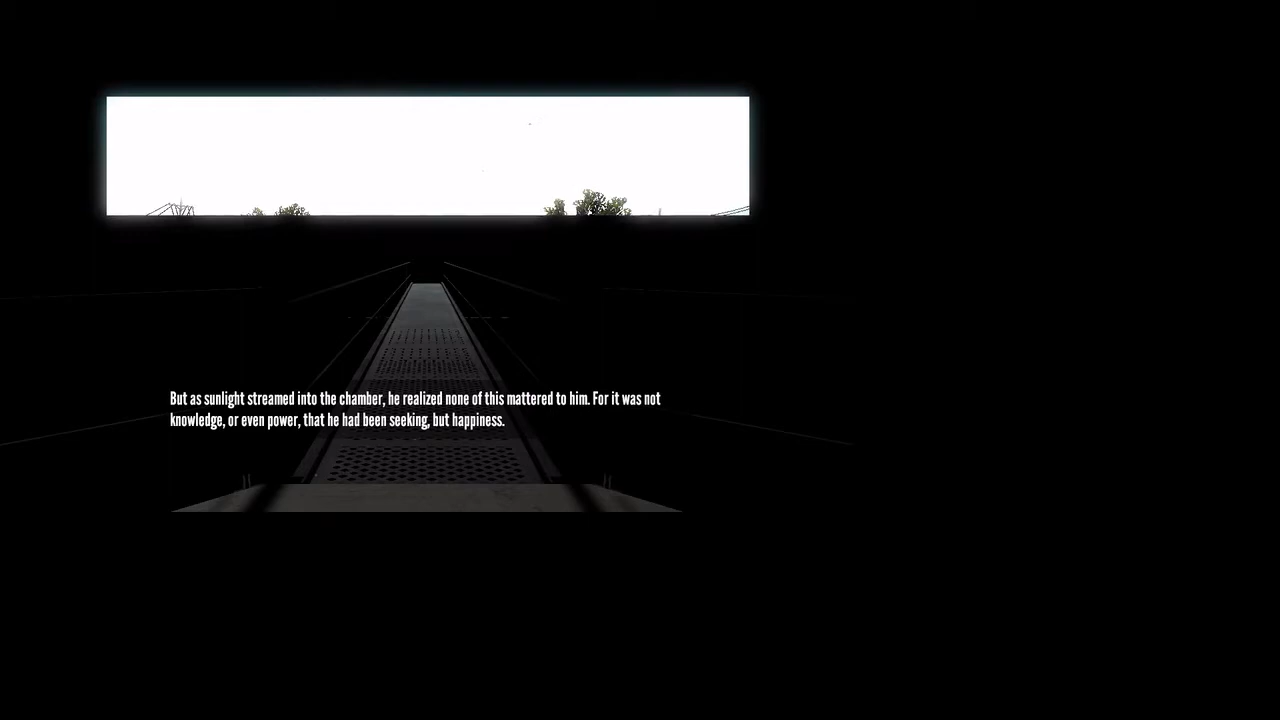 But as sunlight streamed into the chamber, he realized none of this mattered to him. For it was not
knowledge, or even power, that he had been seeking, but happiness.